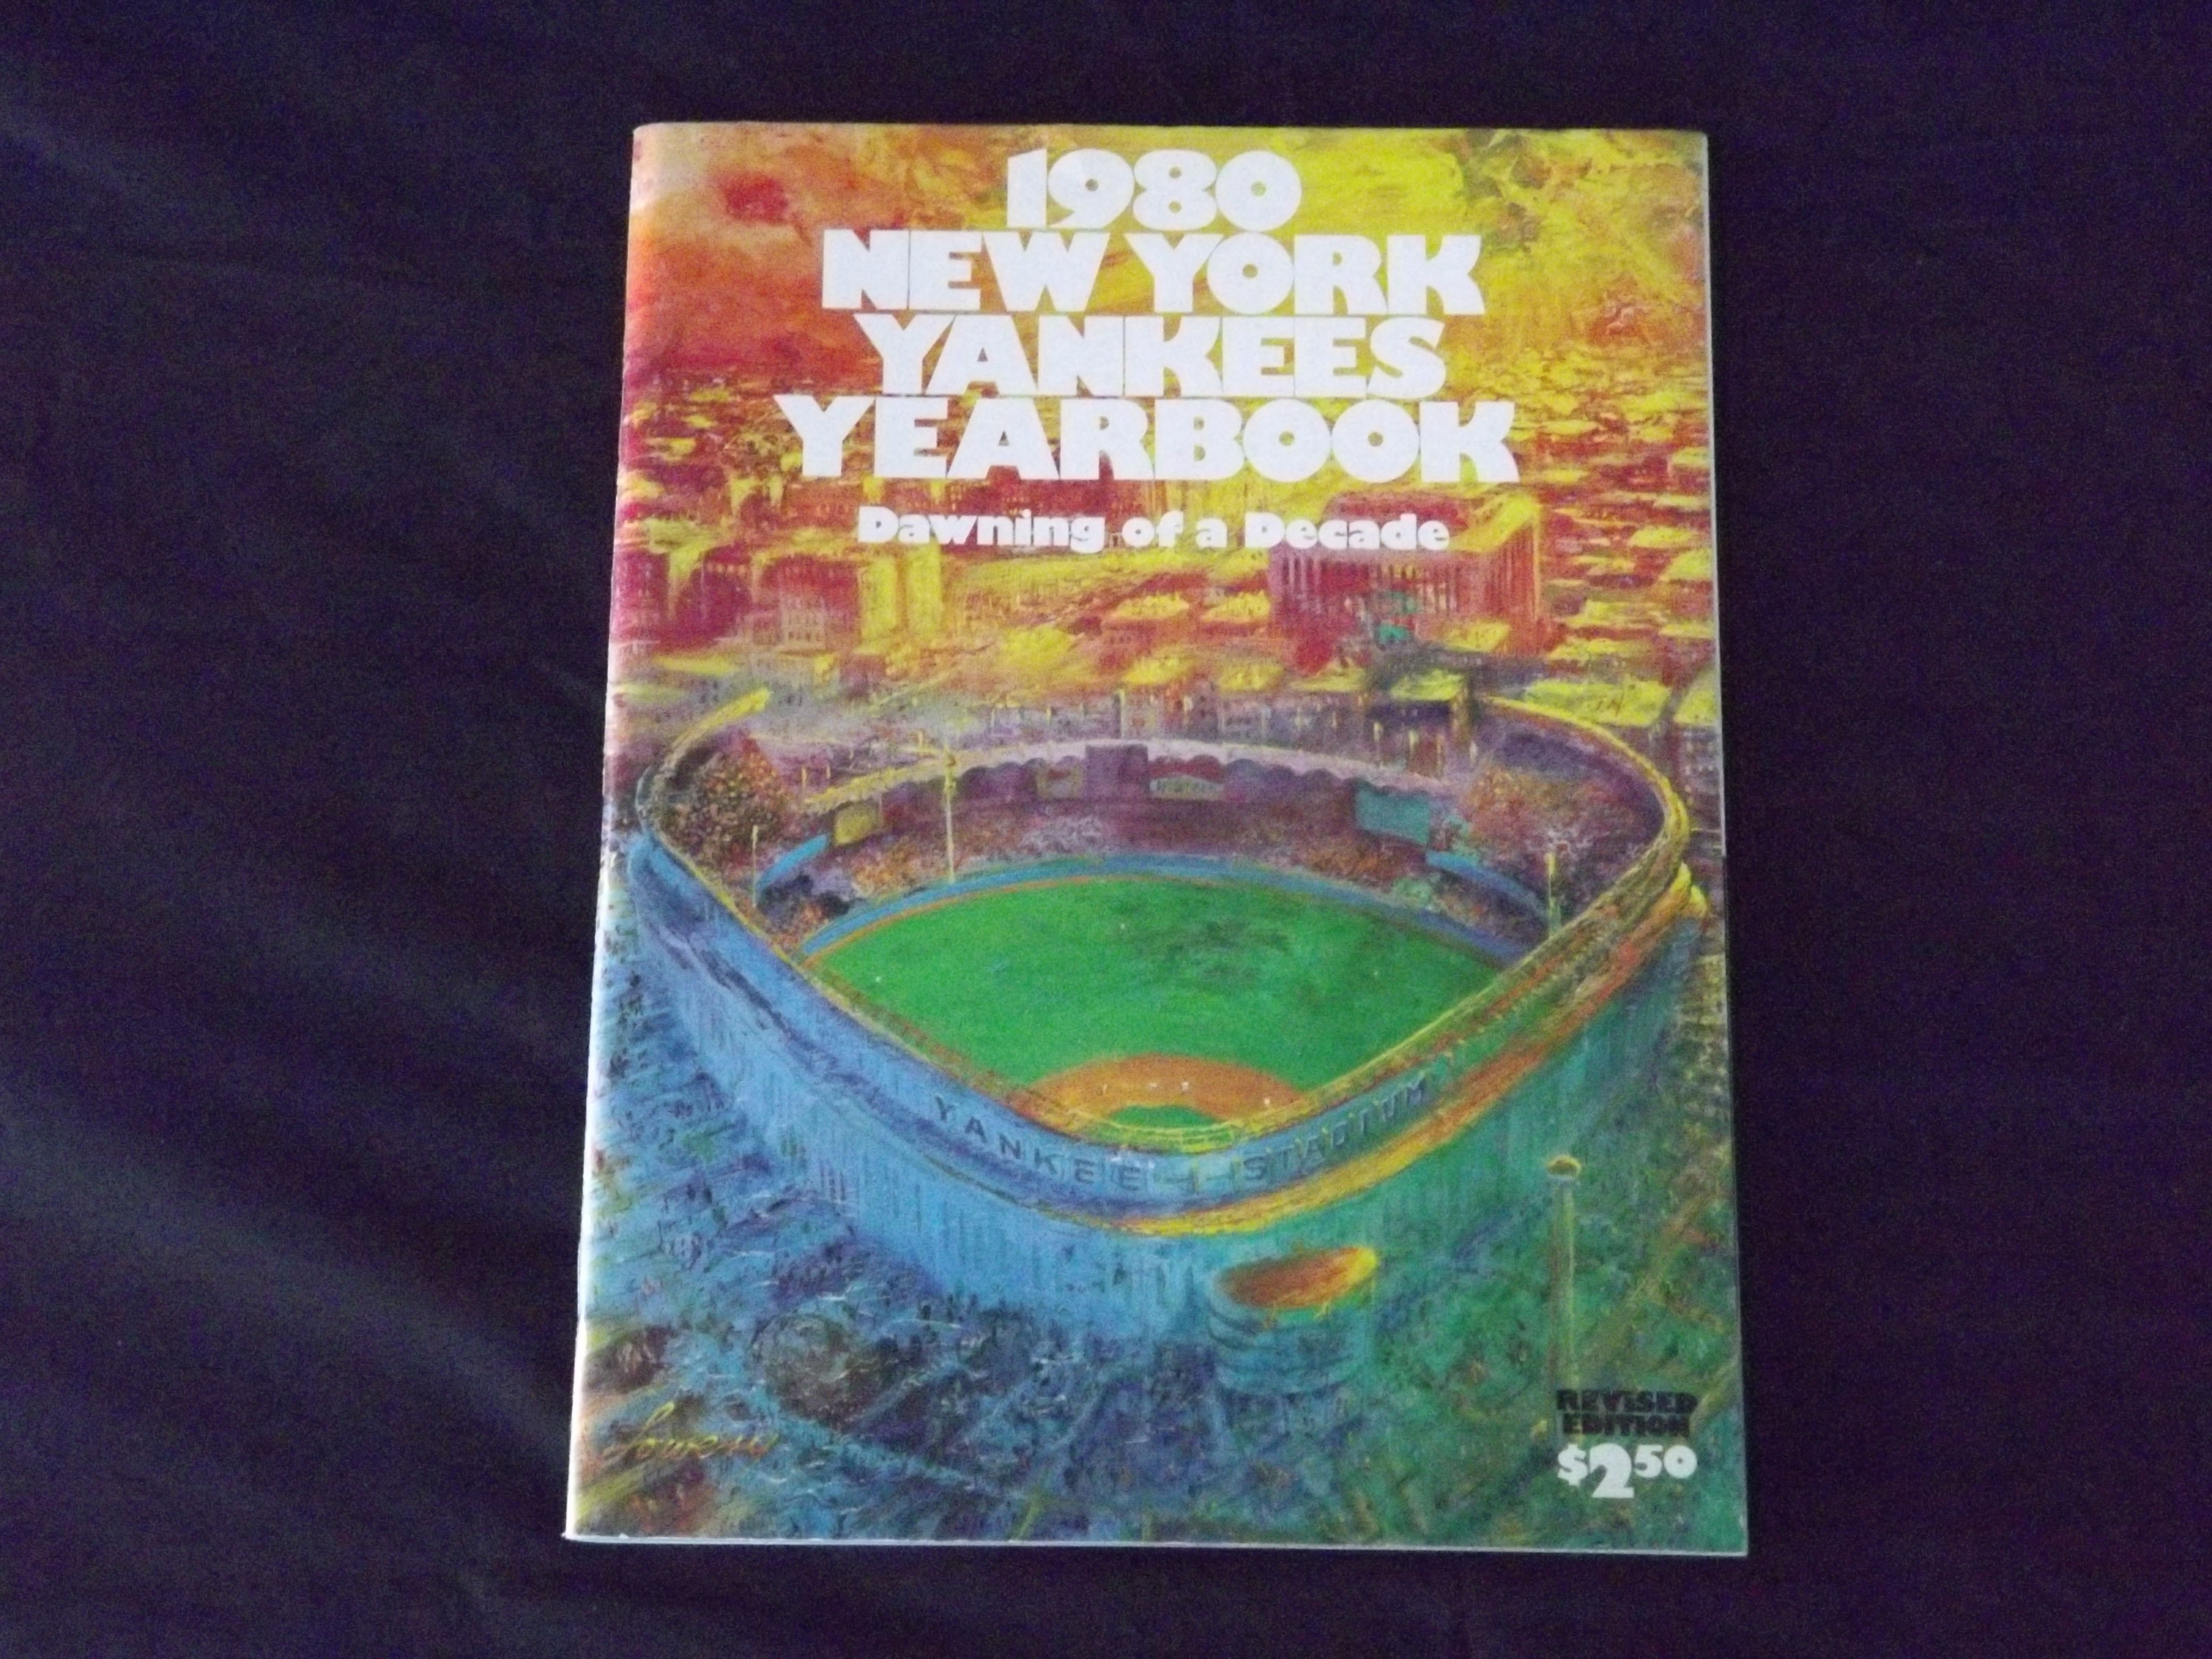 1980
NEW YORK
YANKEES
YEARBOOK
Dawning of a Decade
YANKEE STADIUM
REVISED
EDITION
$2.50